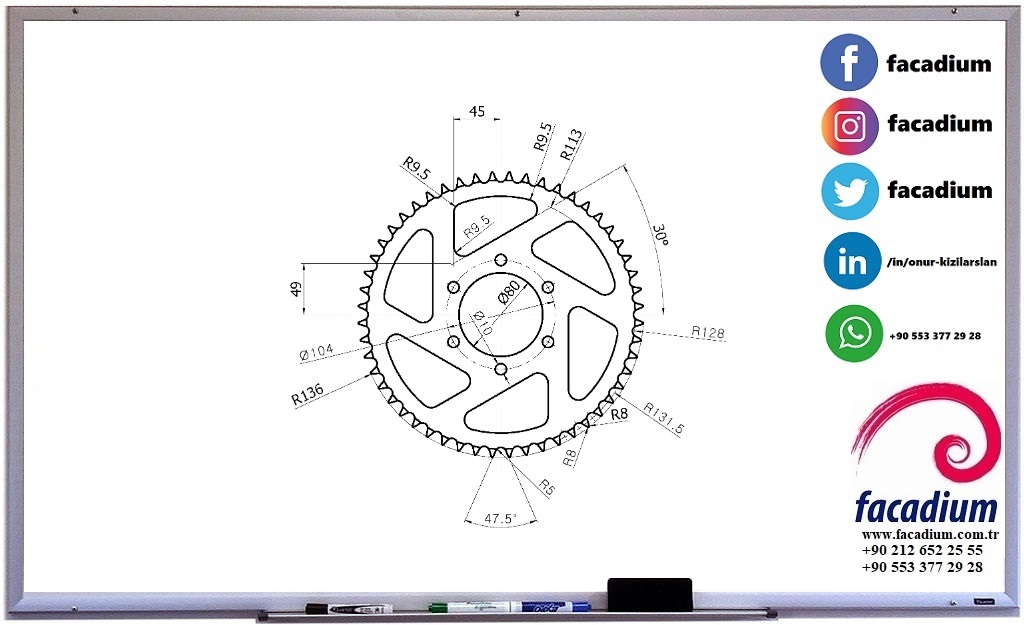 facadium
facadium
facadium
/in/onur-kizilarslan
+90 553 377 29 28
45
R9.5
R9.5
R113
R9.5
30°
49
Ø80
Ø10
Ø104
R128
R136
R131.5
R8
R8
R5
47.5°
facadium
www.facadium.com.tr
+90 212 652 25 55
+90 553 377 29 28